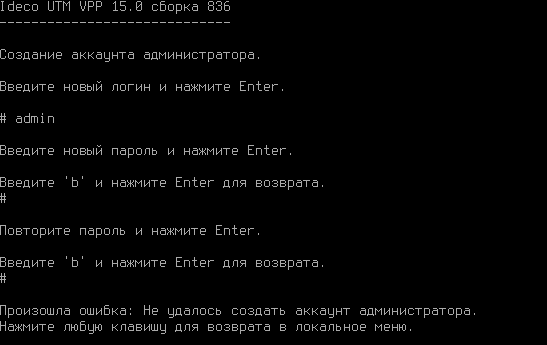 Ideco UTM VPP 15.0 сборка 836
-----------------------------
Создание аккаунта администратора.
Введите новый логин и нажмите Enter.
# admin
Введите новый пароль и нажмите Enter.
Введите 'b' и нажмите Enter для возврата.
#
Повторите пароль и нажмите Enter.
Введите 'b' и нажмите Enter для возврата.
#
Произошла ошибка: Не удалось создать аккаунт администратора.
Нажмите любую клавишу для возврата в локальное меню.